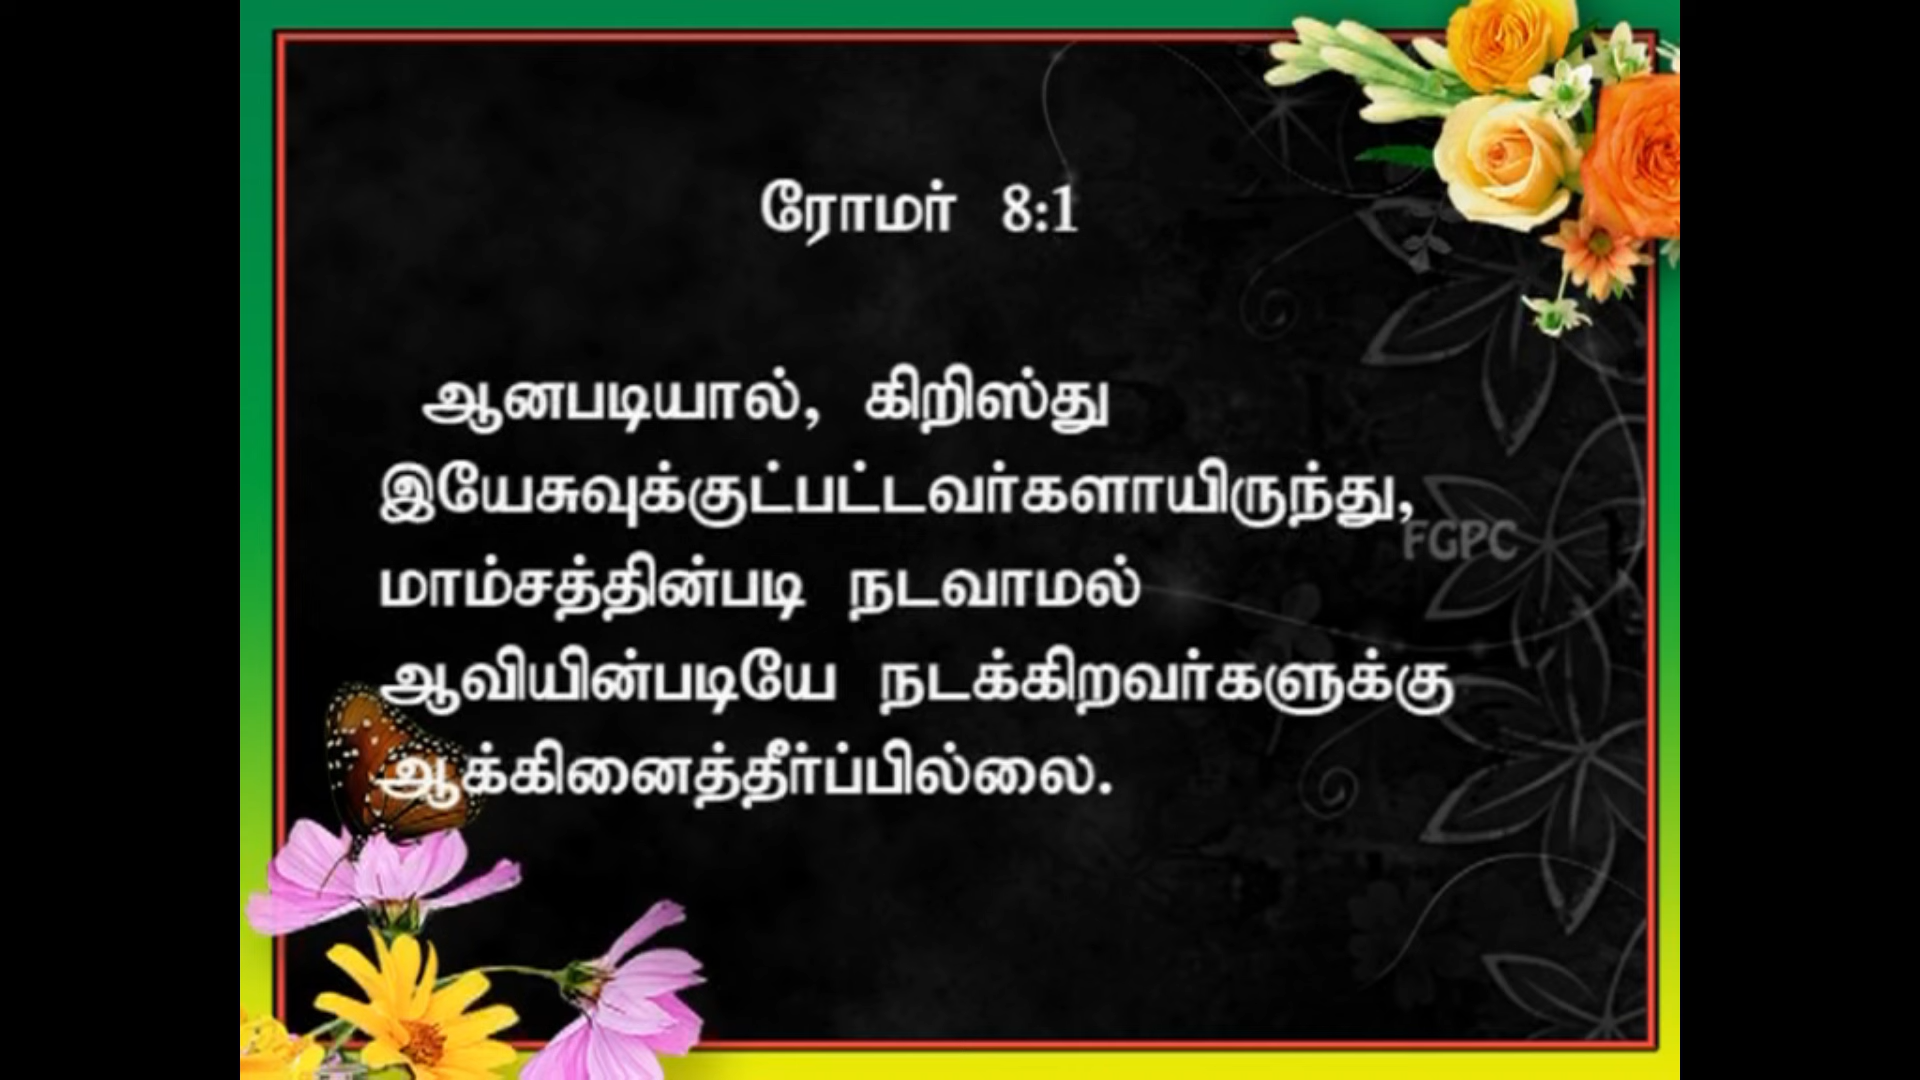 ரோமர் 8:1
ஆனபடியால், கிறிஸ்து
இயேசுவுக்குட்பட்டவர்களாயிருந்து,
FGPC
மாம்சத்தின்படி நடவாமல்
ஆவியின்படியே நடக்கிறவர்களுக்கு
ஆக்கினைத்தீர்ப்பில்லை.